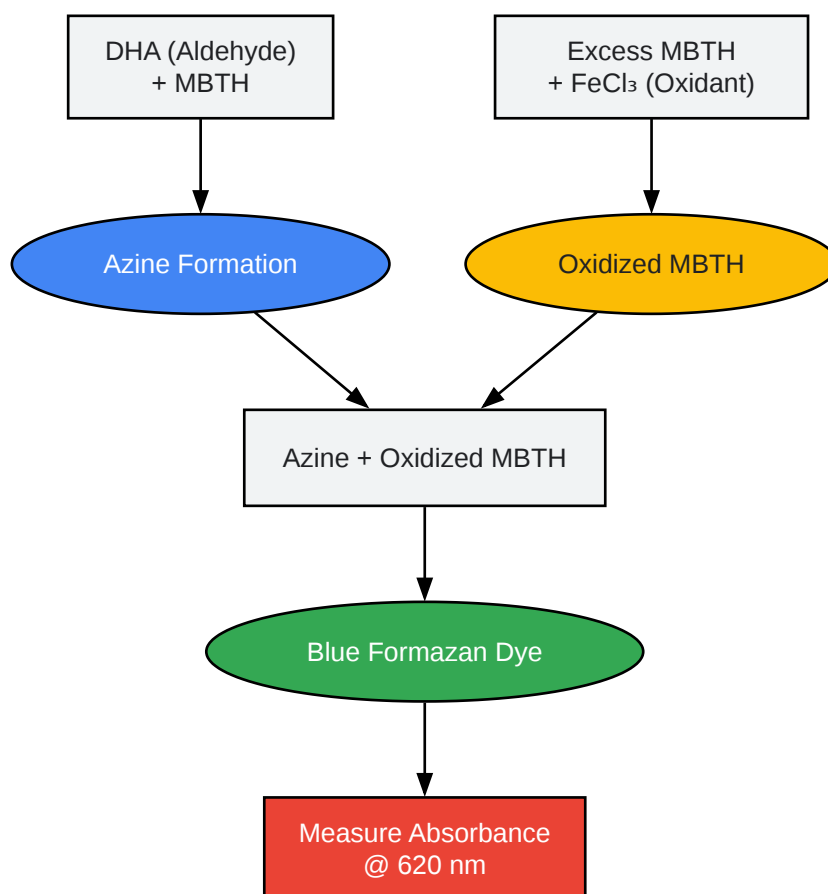 DHA (Aldehyde)
+ MBTH
Excess MBTH
+ FeCl₃ (Oxidant)
Azine Formation
Oxidized MBTH
Azine + Oxidized MBTH
Blue Formazan Dye
Measure Absorbance
@ 620 nm